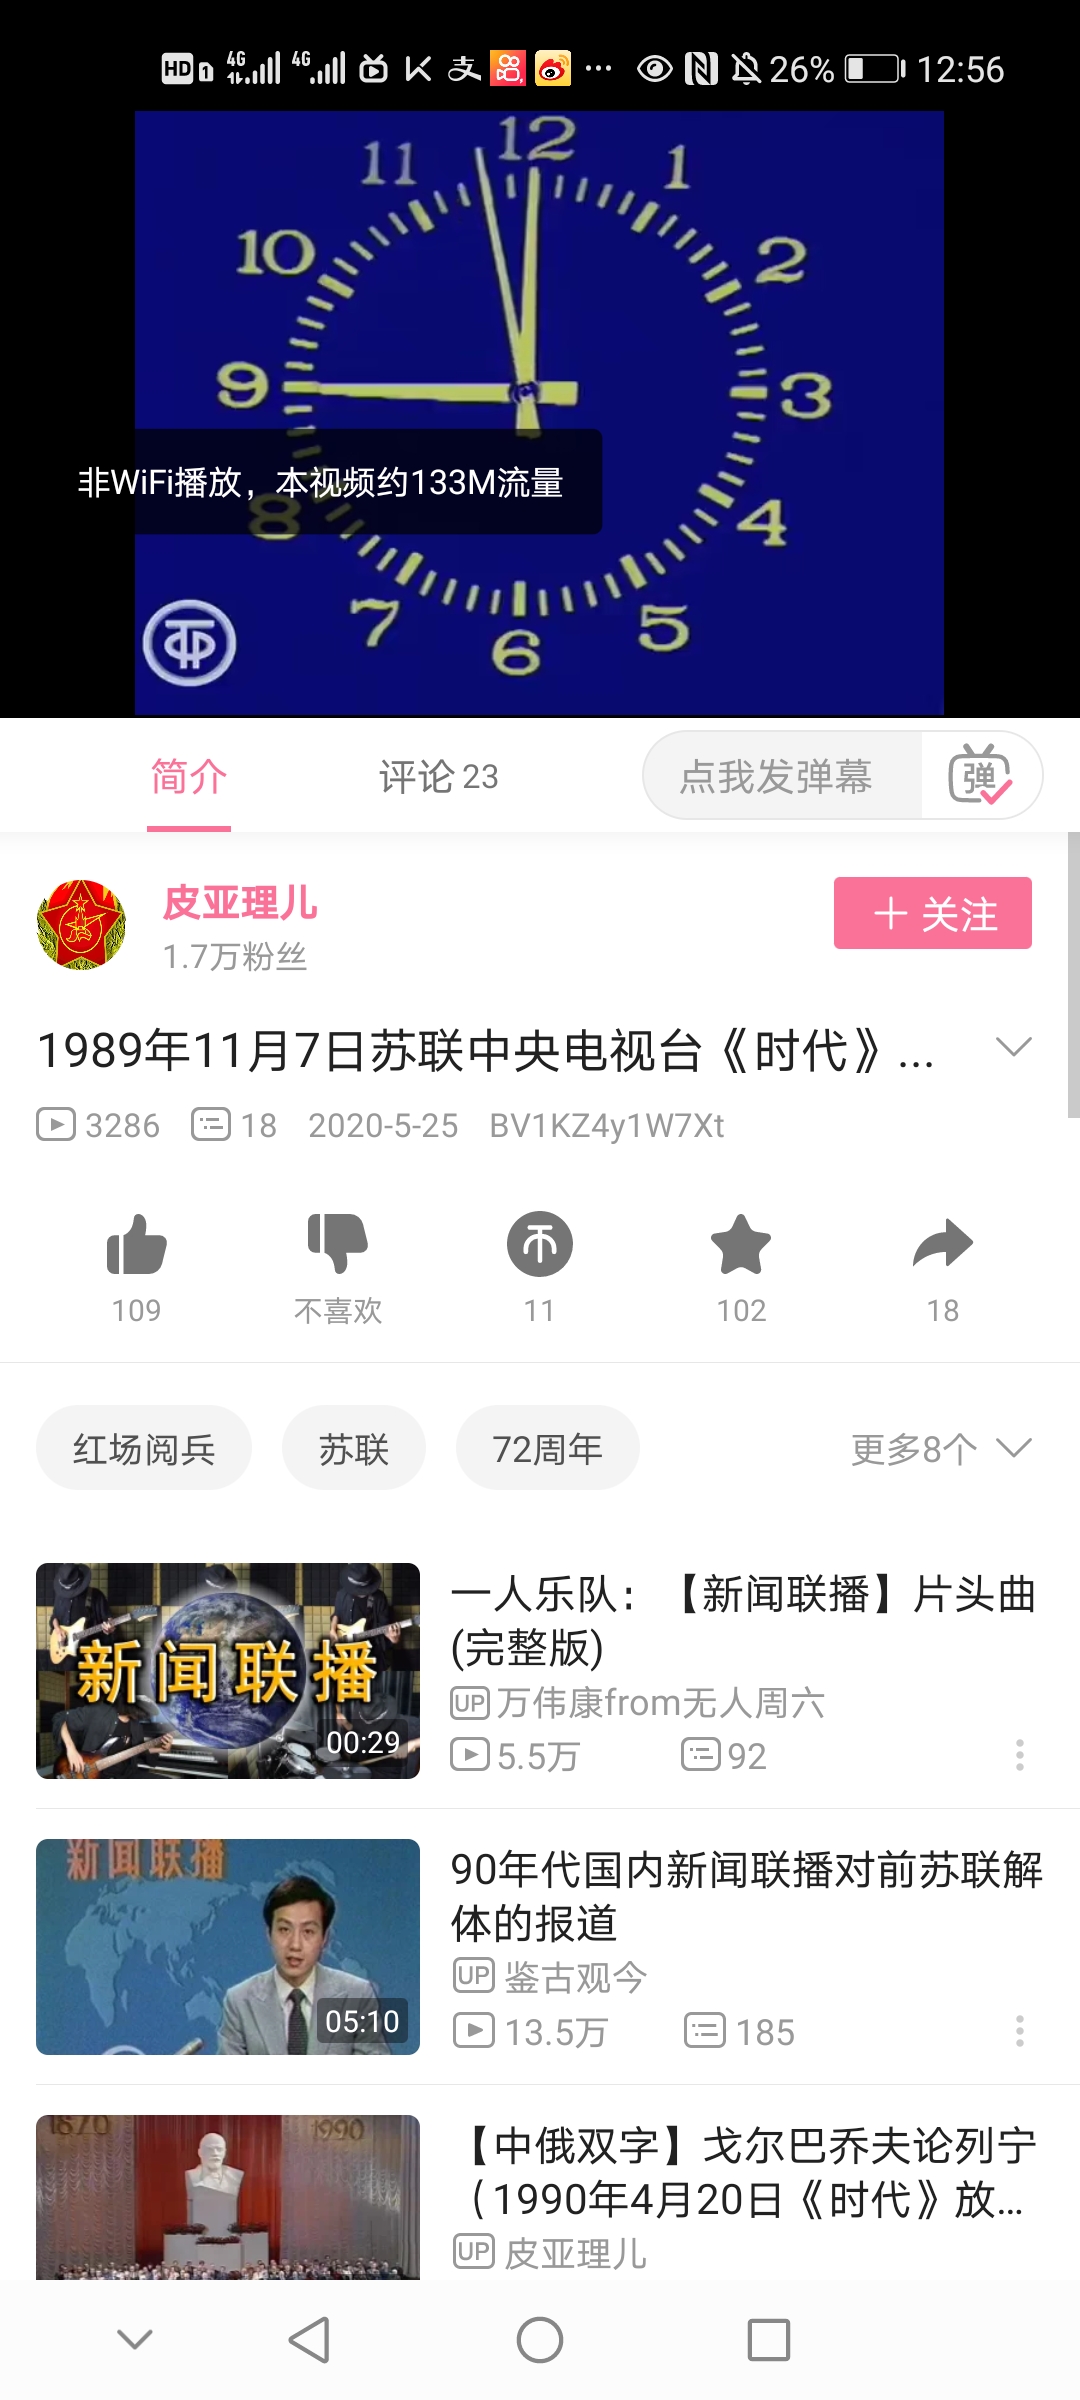 HD 1 4G 4G 支 26% 12:56
12
11
1
10
2
9
3
非WiFi播放，本视频约133M流量
8
4
7
5
6
简介
评论 23
点我发弹幕
弹
皮亚理儿
1.7万粉丝
＋关注
1989年11月7日苏联中央电视台《时代》...
3286 18 2020-5-25 BV1KZ4y1W7Xt
109
不喜欢
11
102
18
红场阅兵
苏联
72周年
更多8个
新闻联播
00:29
一人乐队：【新闻联播】片头曲
(完整版)
UP 万伟康from无人周六
5.5万 92
新闻联播
05:10
90年代国内新闻联播对前苏联解
体的报道
UP 鉴古观今
13.5万 185
1870 1990
【中俄双字】戈尔巴乔夫论列宁
（1990年4月20日《时代》放...
UP 皮亚理儿